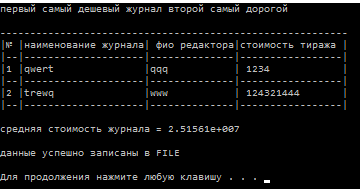 первый самый дешевый журнал второй самый дорогой
-----------------------------------------------------
|№ |наименование журнала| фио редактора|стоимость тиража |
|--|--------------------|--------------|-----------------|
|1 |qwert |qqq | 1234 |
|--|--------------------|--------------|-----------------|
|2 |trewq |www | 124321444 |
|--|--------------------|--------------|-----------------|
средняя стоимость журнала = 2.51561e+007
данные успешно записаны в FILE
Для продолжения нажмите любую клавишу . . .